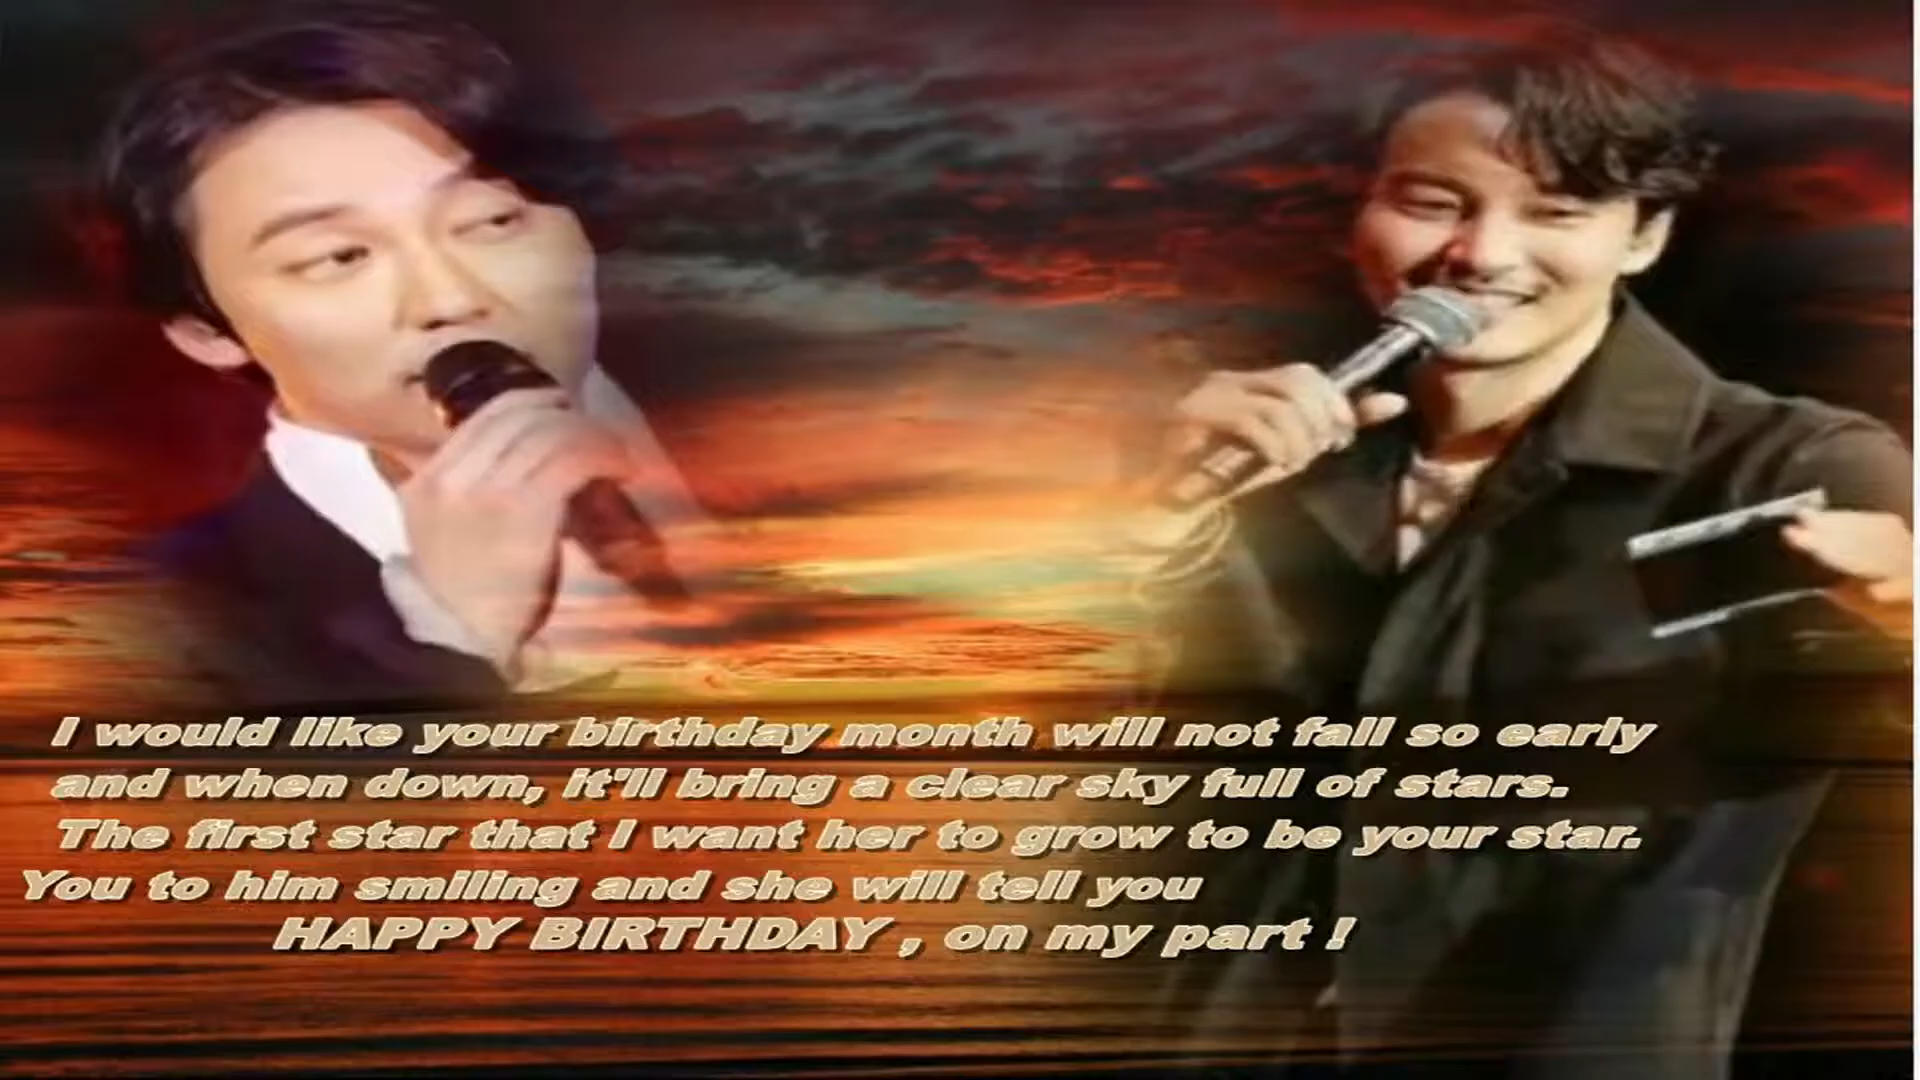 I would like your birthday month will not fall so early
and when down, it'll bring a clear sky full of stars.
The first star that I want her to grow to be your star.
You to him smiling and she will tell you
HAPPY BIRTHDAY , on my part !